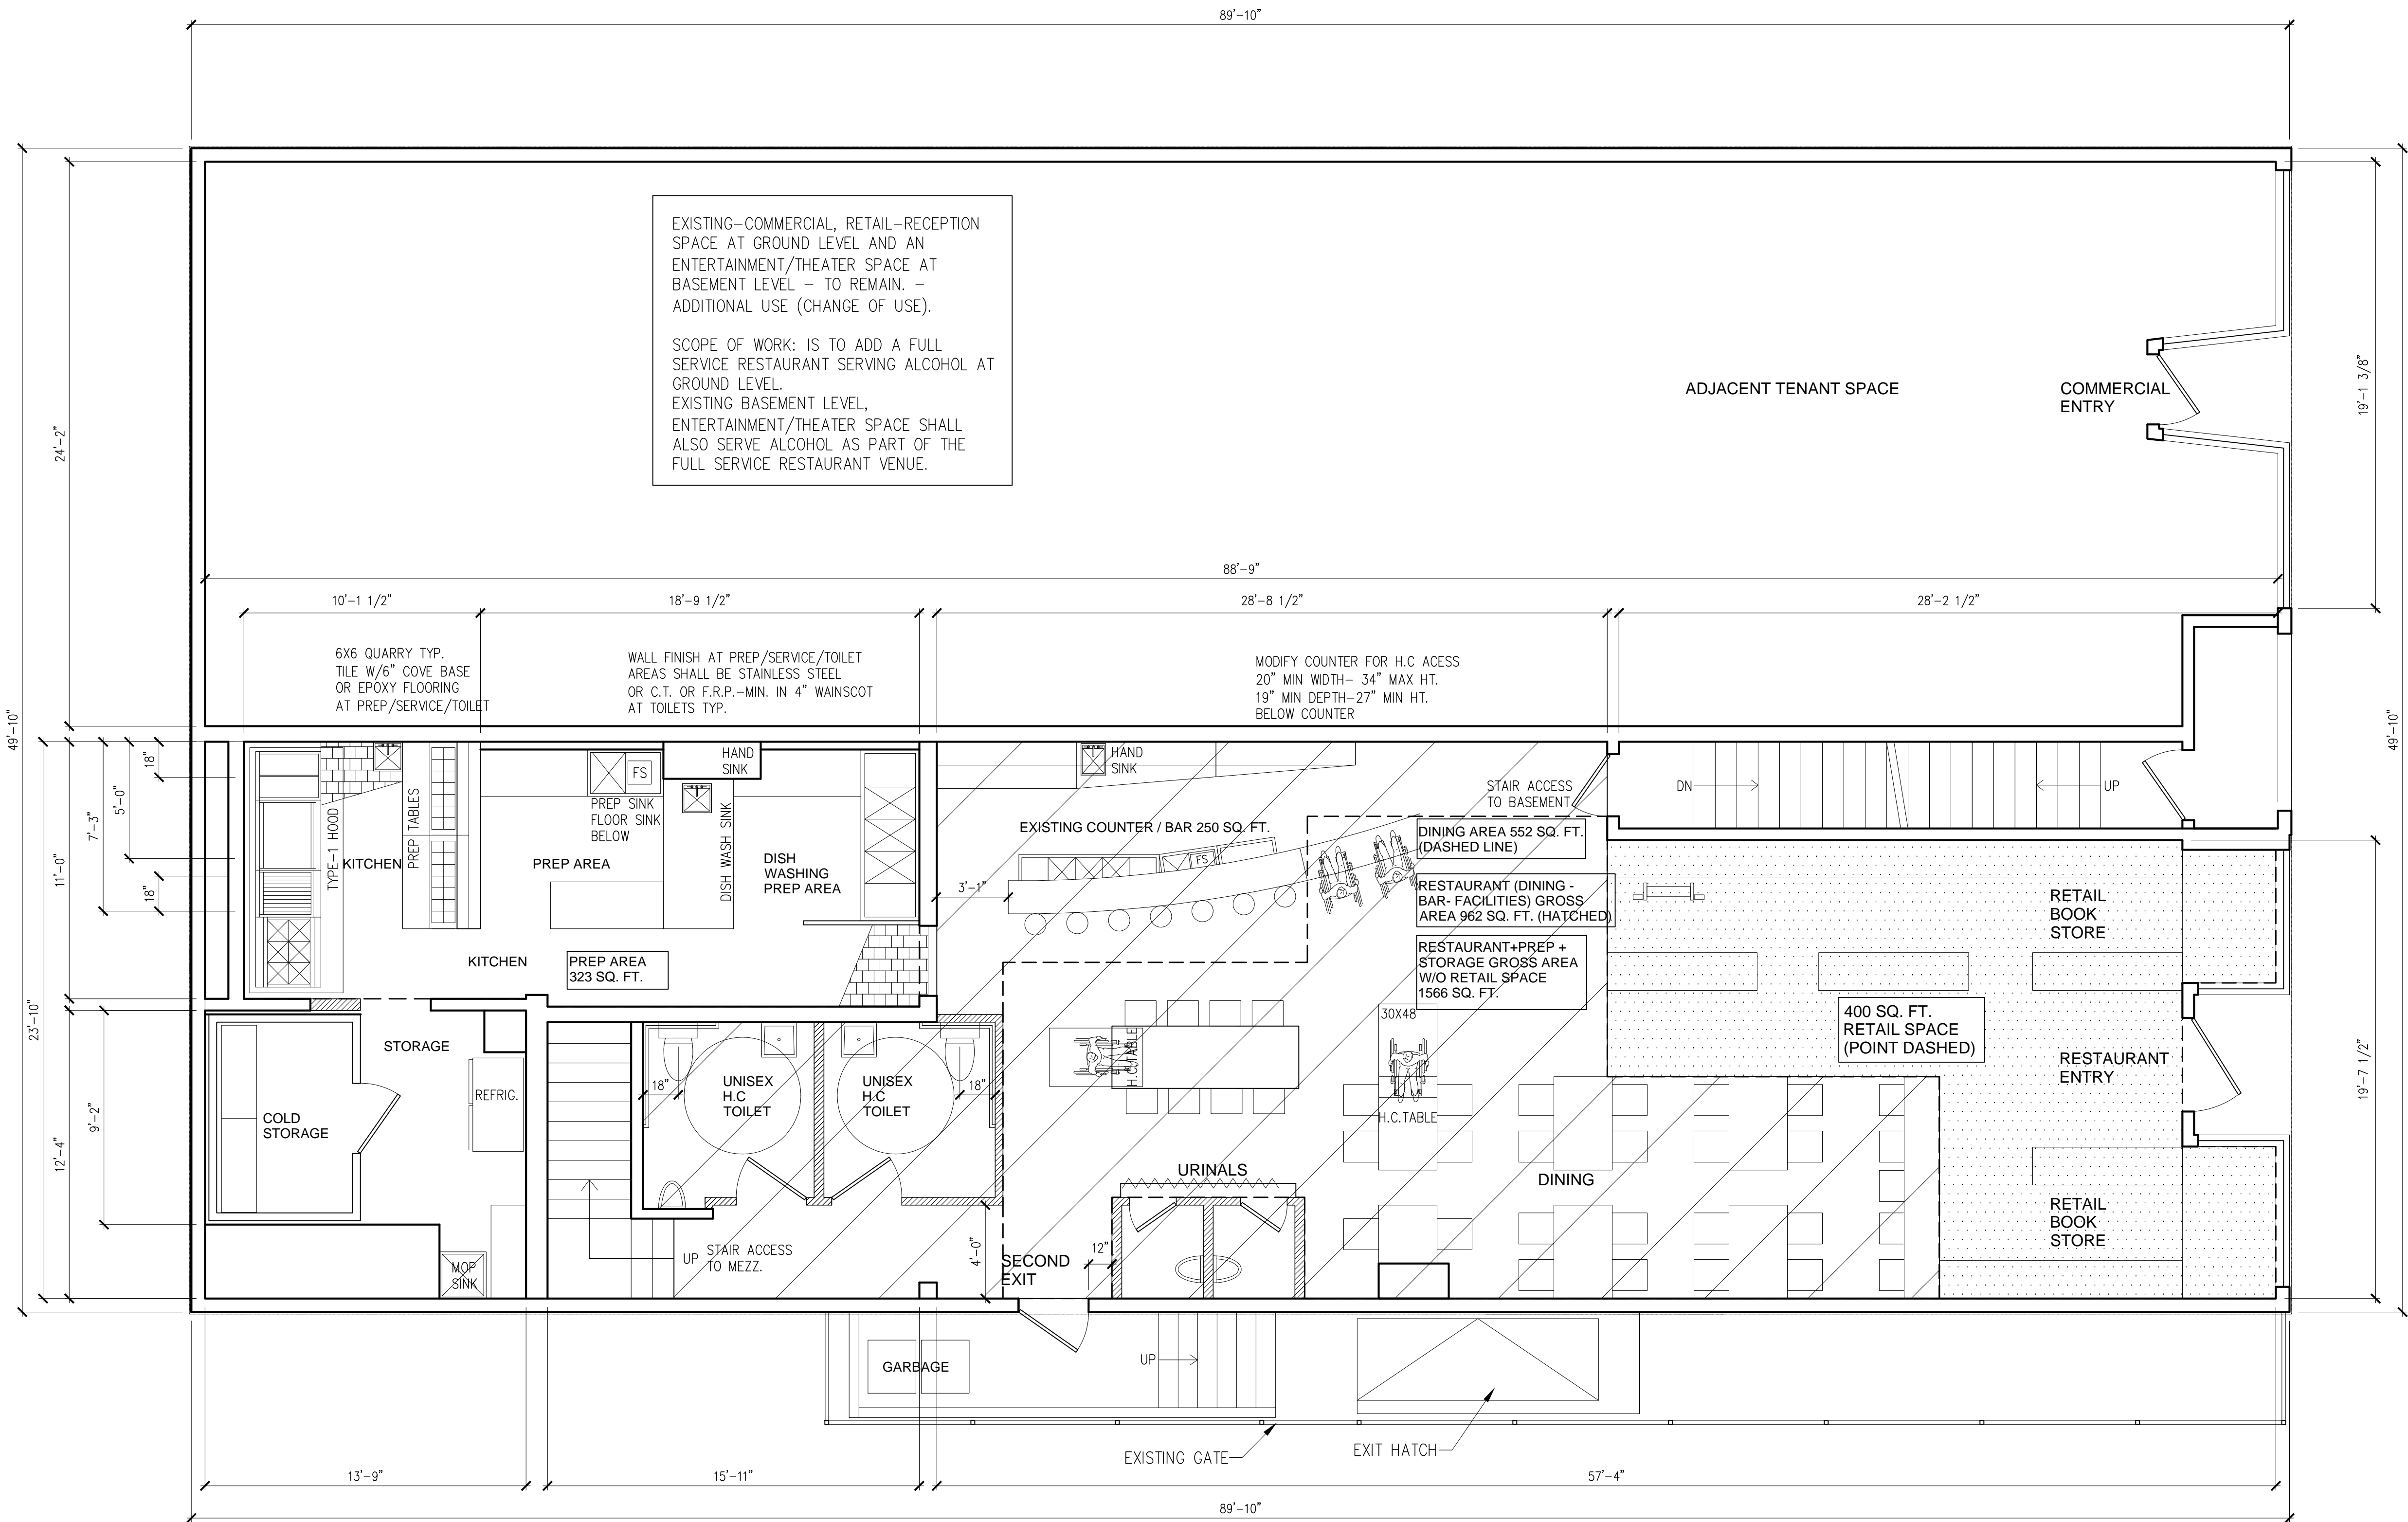 89'-10"
EXISTING-COMMERCIAL, RETAIL-RECEPTION
SPACE AT GROUND LEVEL AND AN
ENTERTAINMENT/THEATER SPACE AT
BASEMENT LEVEL - TO REMAIN. -
ADDITIONAL USE (CHANGE OF USE).
SCOPE OF WORK: IS TO ADD A FULL
SERVICE RESTAURANT SERVING ALCOHOL AT
GROUND LEVEL.
EXISTING BASEMENT LEVEL,
ENTERTAINMENT/THEATER SPACE SHALL
ALSO SERVE ALCOHOL AS PART OF THE
FULL SERVICE RESTAURANT VENUE.
ADJACENT TENANT SPACE
COMMERCIAL
ENTRY
19'-1 3/8"
24'-2"
49'-10"
49'-10"
88'-9"
10'-1 1/2"
18'-9 1/2"
28'-8 1/2"
28'-2 1/2"
6X6 QUARRY TYP.
TILE W/6" COVE BASE
OR EPOXY FLOORING
AT PREP/SERVICE/TOILET
WALL FINISH AT PREP/SERVICE/TOILET
AREAS SHALL BE STAINLESS STEEL
OR C.T. OR F.R.P.-MIN. IN 4" WAINSCOT
AT TOILETS TYP.
MODIFY COUNTER FOR H.C ACESS
20" MIN WIDTH- 34" MAX HT.
19" MIN DEPTH-27" MIN HT.
BELOW COUNTER
18"
5'-0"
7'-3"
18"
11'-0"
23'-10"
9'-2"
12'-4"
TYPE-1 HOOD
KITCHEN
PREP TABLES
FS
PREP SINK
FLOOR SINK
BELOW
PREP AREA
HAND
SINK
DISH WASH SINK
DISH
WASHING
PREP AREA
KITCHEN
PREP AREA
323 SQ. FT.
HAND
SINK
EXISTING COUNTER / BAR 250 SQ. FT.
FS
3'-1"
STAIR ACCESS
TO BASEMENT
DN
UP
DINING AREA 552 SQ. FT.
(DASHED LINE)
RESTAURANT (DINING -
BAR- FACILITIES) GROSS
AREA 962 SQ. FT. (HATCHED)
RESTAURANT+PREP +
STORAGE GROSS AREA
W/O RETAIL SPACE
1566 SQ. FT.
RETAIL
BOOK
STORE
400 SQ. FT.
RETAIL SPACE
(POINT DASHED)
RESTAURANT
ENTRY
19'-7 1/2"
RETAIL
BOOK
STORE
STORAGE
REFRIG.
COLD
STORAGE
MOP
SINK
18"
UNISEX
H.C
TOILET
UNISEX
H.C
TOILET
18"
H.C.TABLE
30X48
H.C.TABLE
URINALS
DINING
UP
STAIR ACCESS
TO MEZZ.
4'-0"
SECOND
EXIT
12"
GARBAGE
UP
EXISTING GATE
EXIT HATCH
13'-9"
15'-11"
57'-4"
89'-10"